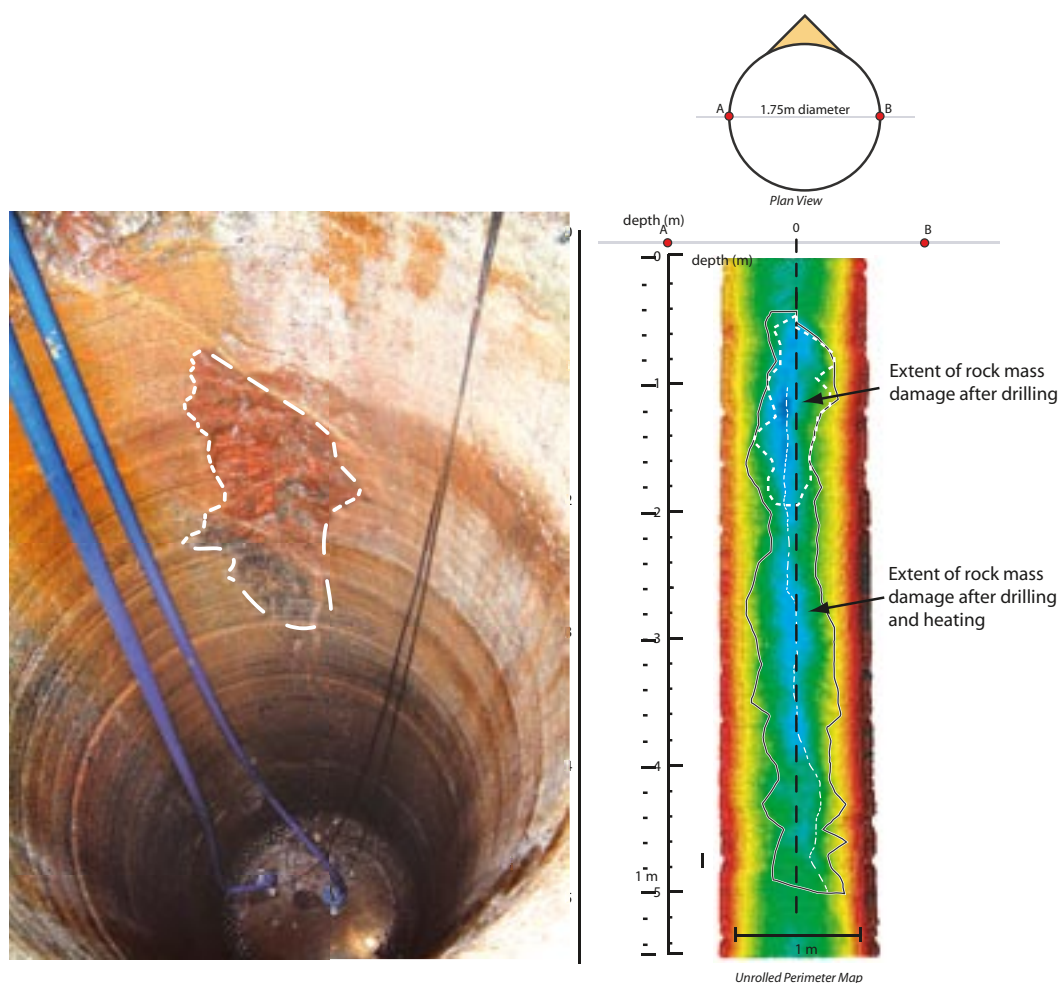 A
1.75m diameter
B
Plan View
depth (m)
A
0
B
depth (m)
0
1
Extent of rock mass
damage after drilling
2
3
Extent of rock mass
damage after drilling
and heating
4
1 m
5
1 m
Unrolled Perimeter Map